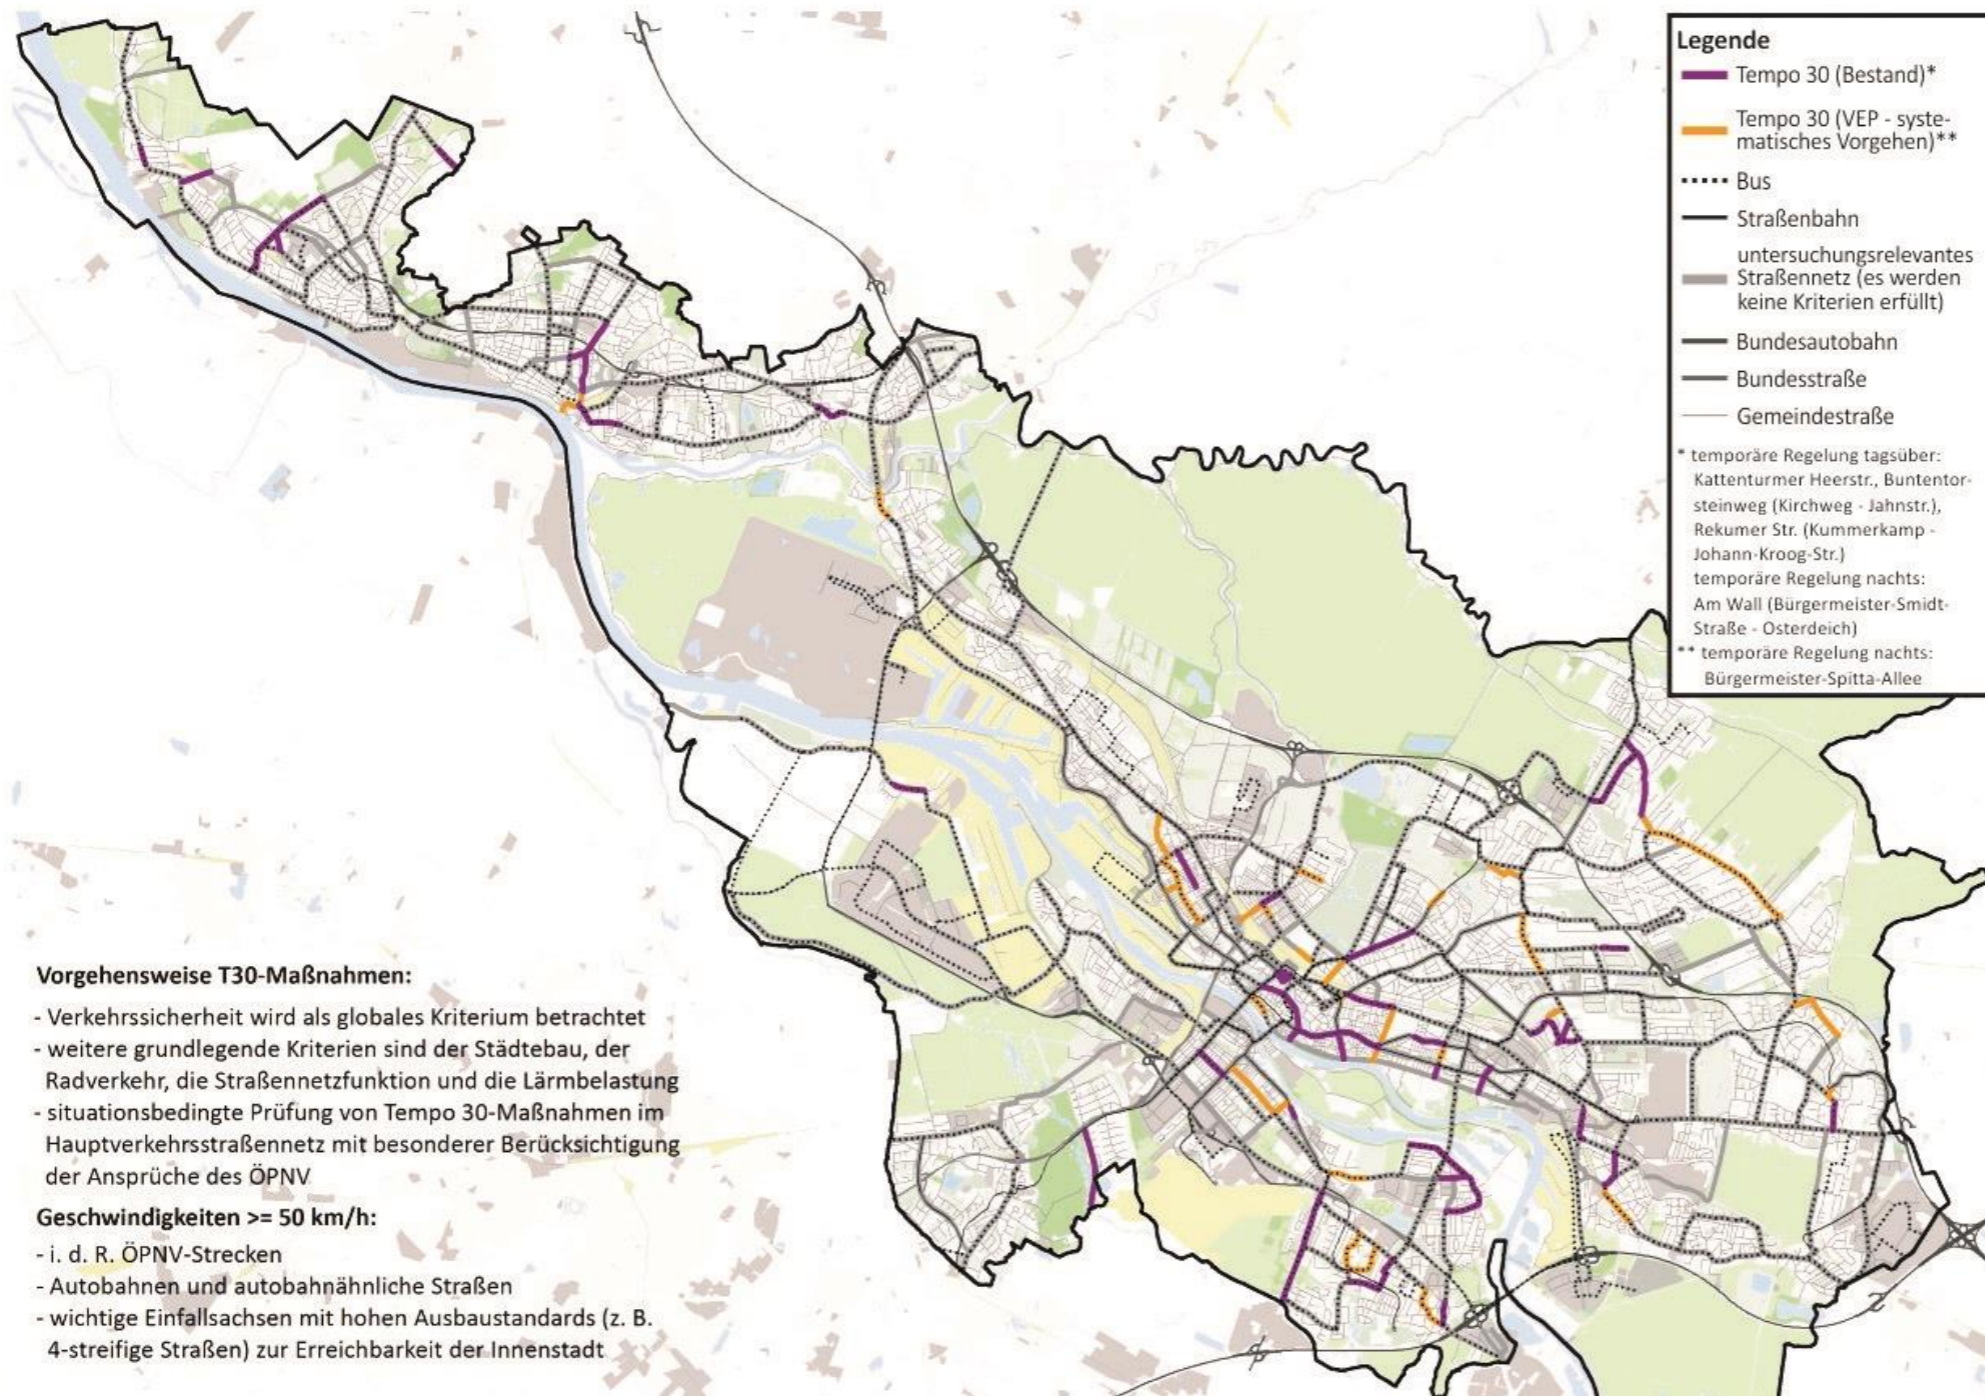 Legende
Tempo 30 (Bestand)*
Tempo 30 (VEP - syste-
matisches Vorgehen)**
Bus
Straßenbahn
untersuchungsrelevantes
Straßennetz (es werden
keine Kriterien erfüllt)
Bundesautobahn
Bundesstraße
Gemeindestraße
* temporäre Regelung tagsüber:
Kattenturmer Heerstr., Buntentor-
steinweg (Kirchweg - Jahnstr.),
Rekumer Str. (Kummerkamp -
Johann-Kroog-Str.)
temporäre Regelung nachts:
Am Wall (Bürgermeister-Smidt-
Straße - Osterdeich)
** temporäre Regelung nachts:
Bürgermeister-Spitta-Allee
Vorgehensweise T30-Maßnahmen:
- Verkehrssicherheit wird als globales Kriterium betrachtet
- weitere grundlegende Kriterien sind der Städtebau, der
Radverkehr, die Straßennetzfunktion und die Lärmbelastung
- situationsbedingte Prüfung von Tempo 30-Maßnahmen im
Hauptverkehrsstraßennetz mit besonderer Berücksichtigung
der Ansprüche des ÖPNV
Geschwindigkeiten >= 50 km/h:
- i. d. R. ÖPNV-Strecken
- Autobahnen und autobahnähnliche Straßen
- wichtige Einfallsachsen mit hohen Ausbaustandards (z. B.
4-streifige Straßen) zur Erreichbarkeit der Innenstadt